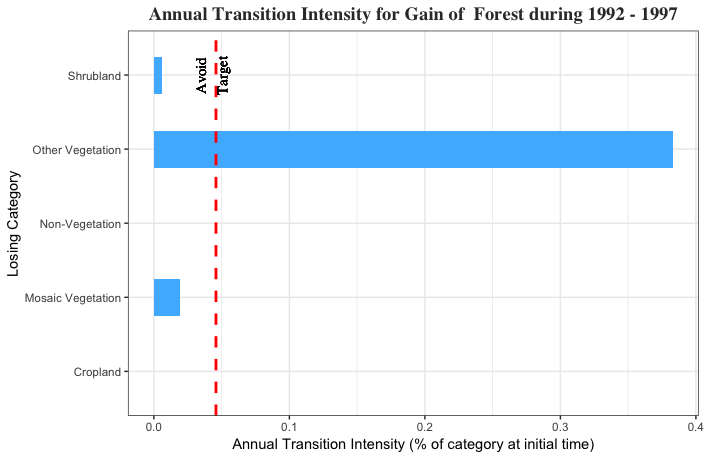 Annual Transition Intensity for Gain of  Forest during 1992 - 1997
Losing Category
Shrubland
Other Vegetation
Non-Vegetation
Mosaic Vegetation
Cropland
Avoid
Target
0.0
0.1
0.2
0.3
0.4
Annual Transition Intensity (% of category at initial time)